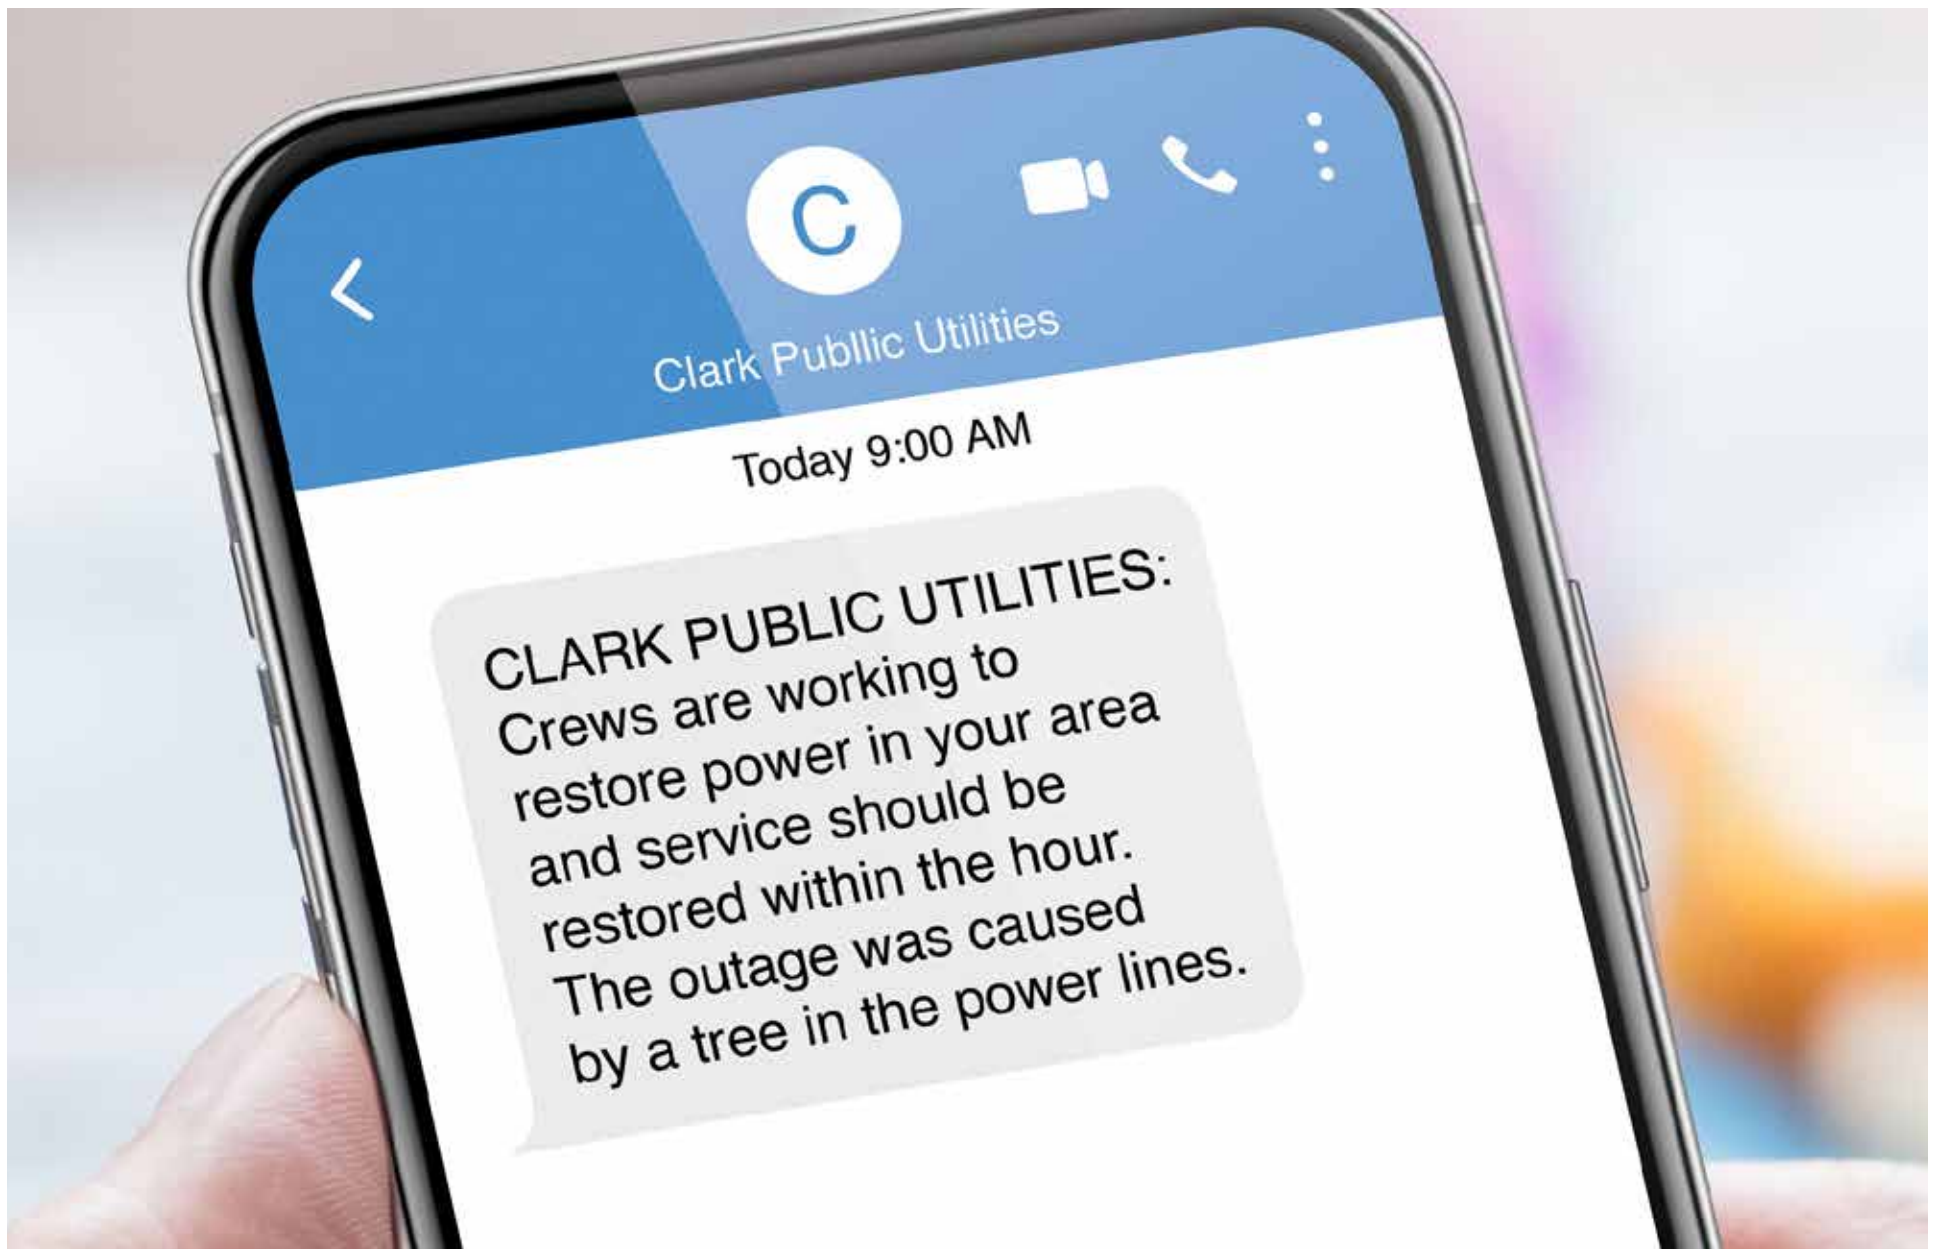 C
Clark Publlic Utilities
Today 9:00 AM
CLARK PUBLIC UTILITIES:
Crews are working to
restore power in your area
and service should be
restored within the hour.
The outage was caused
by a tree in the power lines.